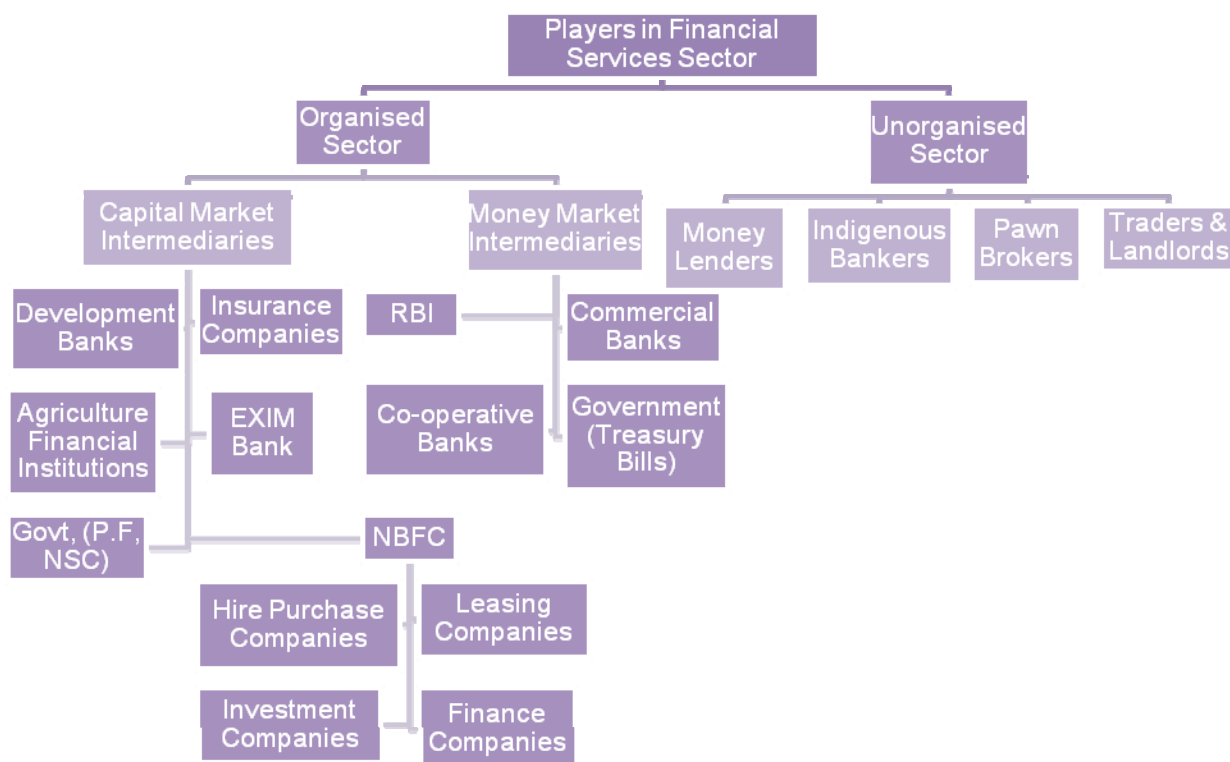 Players in Financial
Services Sector
Organised
Sector
Unorganised
Sector
Capital Market
Intermediaries
Money Market
Intermediaries
Money
Lenders
Indigenous
Bankers
Pawn
Brokers
Traders &
Landlords
Development
Banks
Insurance
Companies
RBI
Commercial
Banks
Agriculture
Financial
Institutions
EXIM
Bank
Co-operative
Banks
Government
(Treasury
Bills)
Govt, (P.F,
NSC)
NBFC
Hire Purchase
Companies
Leasing
Companies
Investment
Companies
Finance
Companies